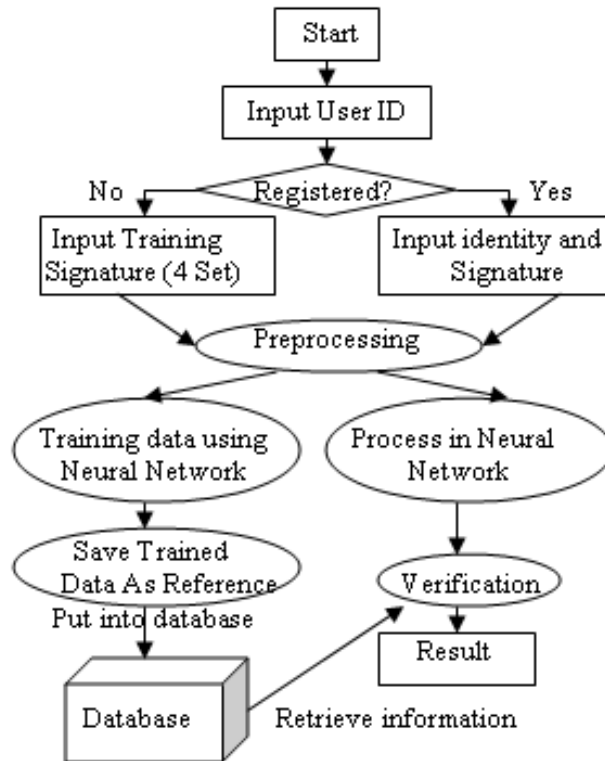 Start
Input User ID
Registered?
No
Yes
Input Training
Signature (4 Set)
Input identity and
Signature
Preprocessing
Training data using
Neural Network
Process in Neural
Network
Save Trained
Data As Reference
Verification
Put into database
Result
Database
Retrieve information